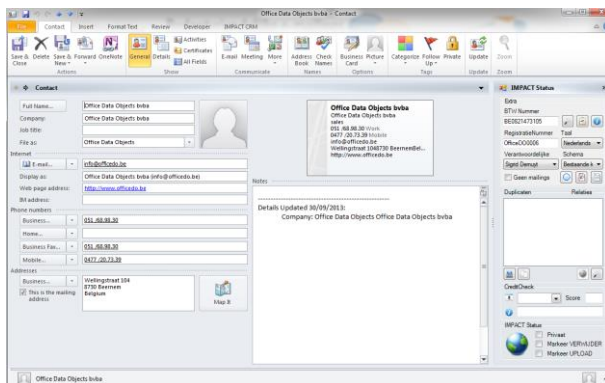 Office Data Objects bvba - Contact
File Contact Insert Format Text Review Developer IMPACT CRM
Save & Close
Delete
Save & New
Forward
OneNote
Actions
General
Details
Activities
Certificates
All Fields
Show
E-mail
Meeting
More
Communicate
Address Book
Check Names
Names
Business Card
Picture
Options
Categorize
Follow Up
Private
Tags
Update
Update
Zoom
Zoom
Contact
Full Name... Office Data Objects bvba
Company: Office Data Objects bvba
Job title:
File as: Office Data Objects bvba
Internet
E-mail... info@officedo.be
Display as: Office Data Objects bvba (info@officedo.be)
Web page address: http://www.officedo.be
IM address:
Phone numbers
Business... 051 /68.98.30
Home...
Business Fax... 051.68.98.30
Mobile... 0477 /20.73.39
Addresses
Business... Wellingstraat 104
8730 Beernem
Belgium
This is the mailing address
Map It
Office Data Objects bvba
Office Data Objects bvba
sales
051 /68.98.30 Work
0477 /20.73.39 Mobile
info@officedo.be
Wellingstraat 1048730 BeernemBel...
http://www.officedo.be
Notes
Details Updated 30/09/2013:
Company: Office Data Objects Office Data Objects bvba
IMPACT Status
Extra
BTW Nummer
BE0821473105
RegistratieNummer Taal
OfficeDO0006 Nederlands
Verantwoordelijke Schema
Sigrid Demuyt Bestaande k
Geen mailings
Duplicaten Relaties
CreditCheck
Score
IMPACT Status
Privaat
Markeer VERWIJDER
Markeer UPLOAD
Office Data Objects bvba